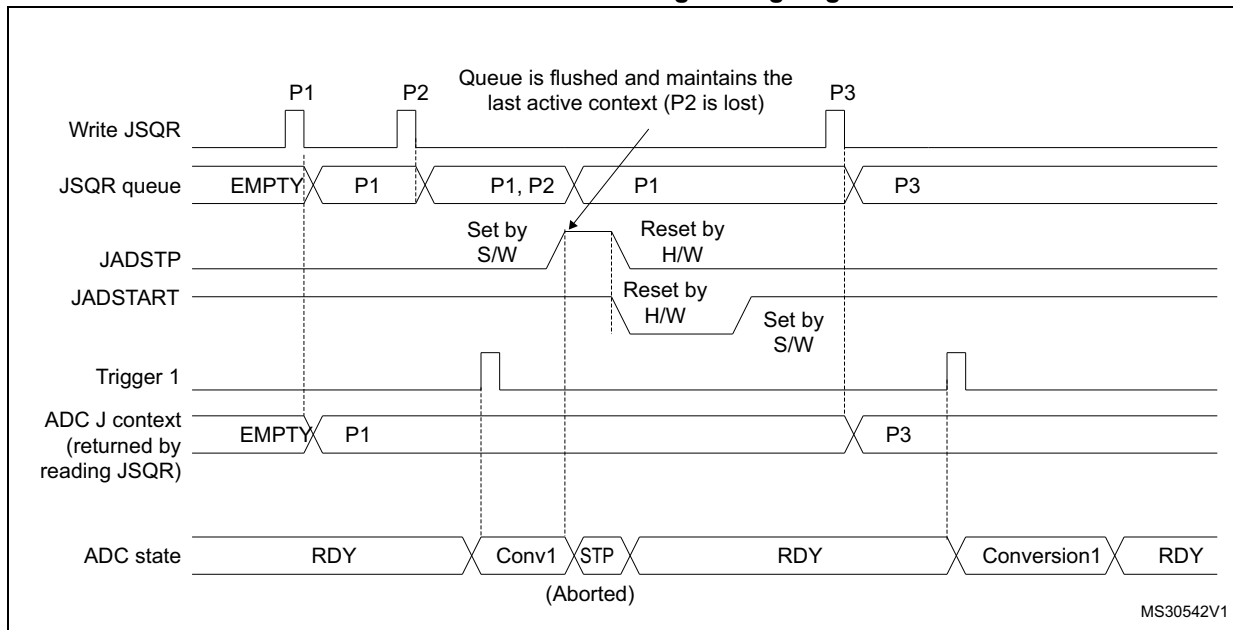 Queue is flushed and maintains the
last active context (P2 is lost)
P1
P2
P3
Write JSQR
JSQR queue
EMPTY
P1
P1, P2
P1
P3
Set by
S/W
Reset by
H/W
JADSTP
JADSTART
Reset by
H/W
Set by
S/W
Trigger 1
ADC J context
(returned by
reading JSQR)
EMPTY
P1
P3
ADC state
RDY
Conv1
STP
RDY
Conversion1
RDY
(Aborted)
MS30542V1